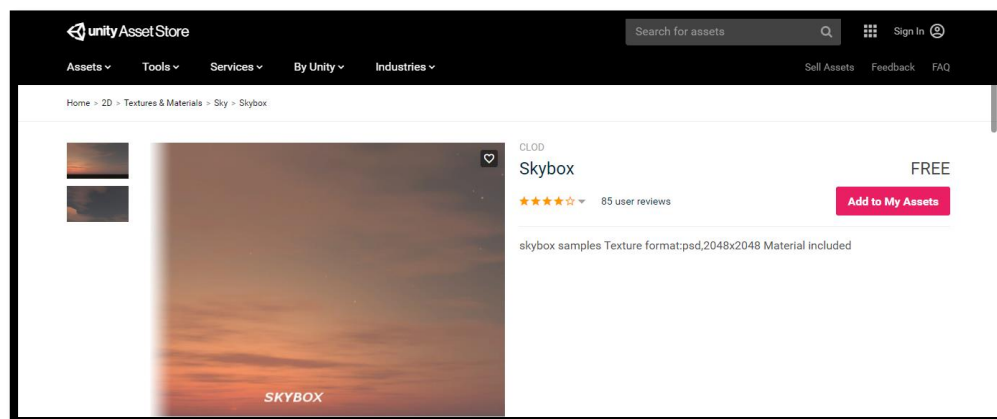 unity Asset Store
Search for assets
Sign In
Assets
Tools
Services
By Unity
Industries
Sell Assets
Feedback
FAQ
Home > 2D > Textures & Materials > Sky > Skybox
SKYBOX
CLOD
Skybox
FREE
85 user reviews
Add to My Assets
skybox samples Texture format:psd,2048x2048 Material included